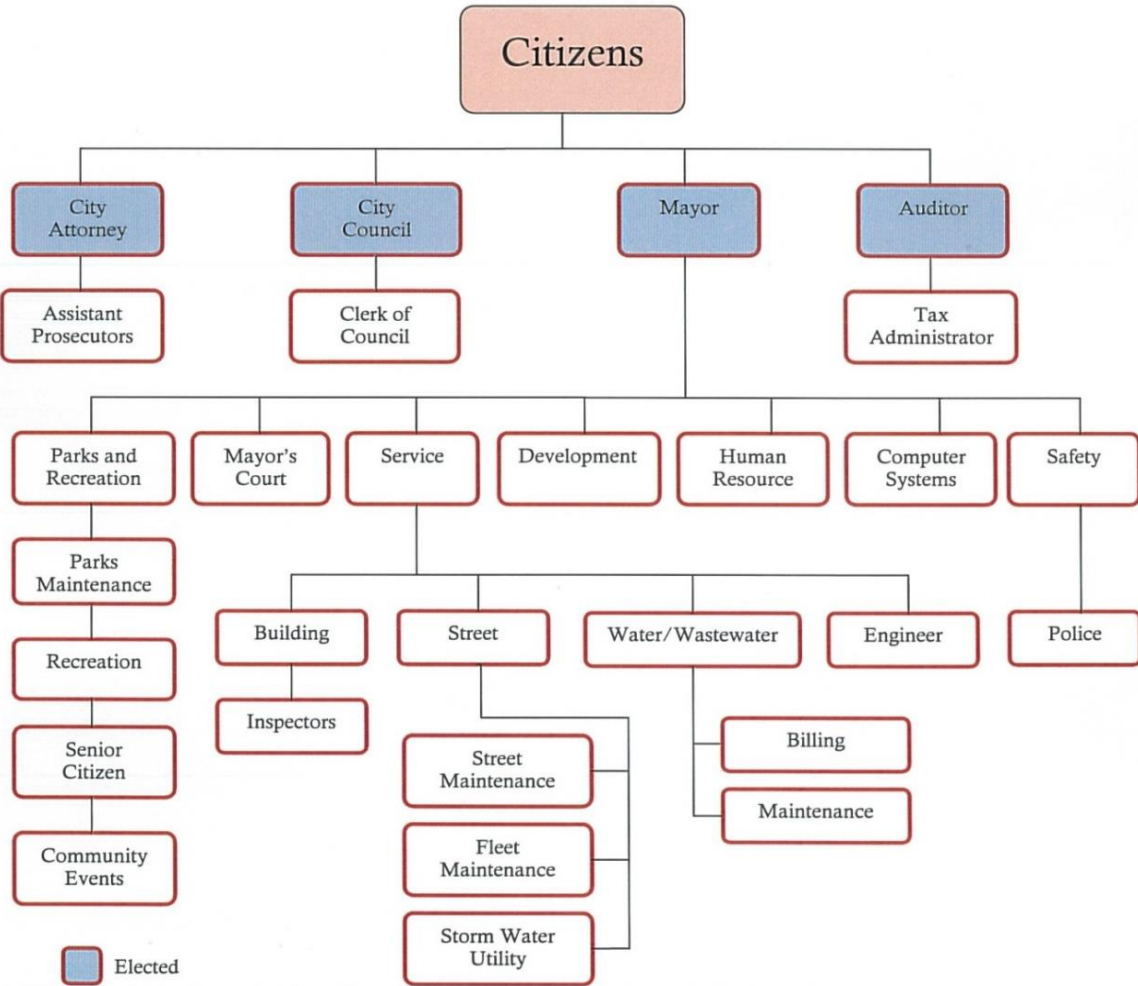 Citizens
City
Attorney
City
Council
Mayor
Auditor
Assistant
Prosecutors
Clerk of
Council
Tax
Administrator
Parks and
Recreation
Mayor's
Court
Service
Development
Human
Resource
Computer
Systems
Safety
Parks
Maintenance
Building
Street
Water/Wastewater
Engineer
Police
Recreation
Inspectors
Senior
Citizen
Street
Maintenance
Billing
Maintenance
Community
Events
Fleet
Maintenance
Storm Water
Utility
Elected